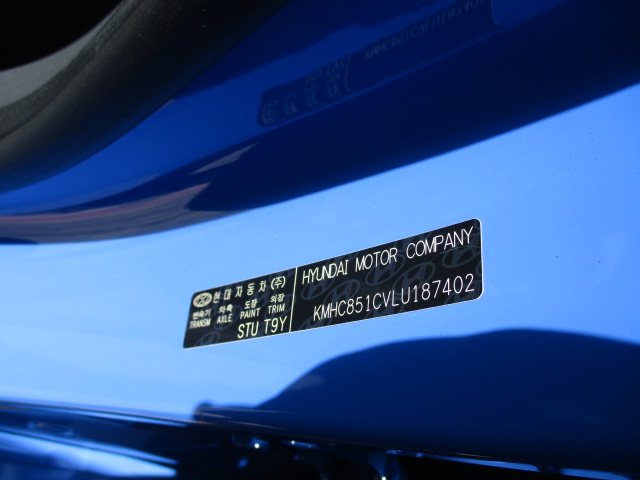 현대자동차(주)
변속기 차축 도장 의장
TRANSM AXLE PAINT TRIM
STU T9Y
HYUNDAI MOTOR COMPANY
KMHC851CVLU187402